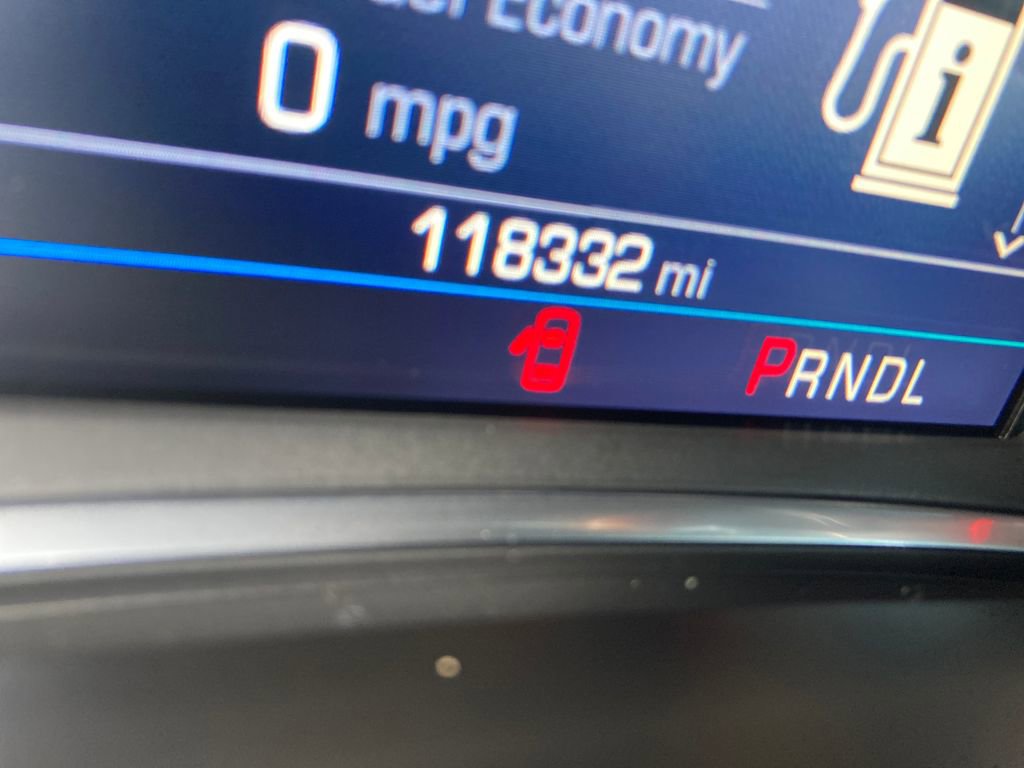 Economy
0 mpg
i
118332 mi
PRNDL